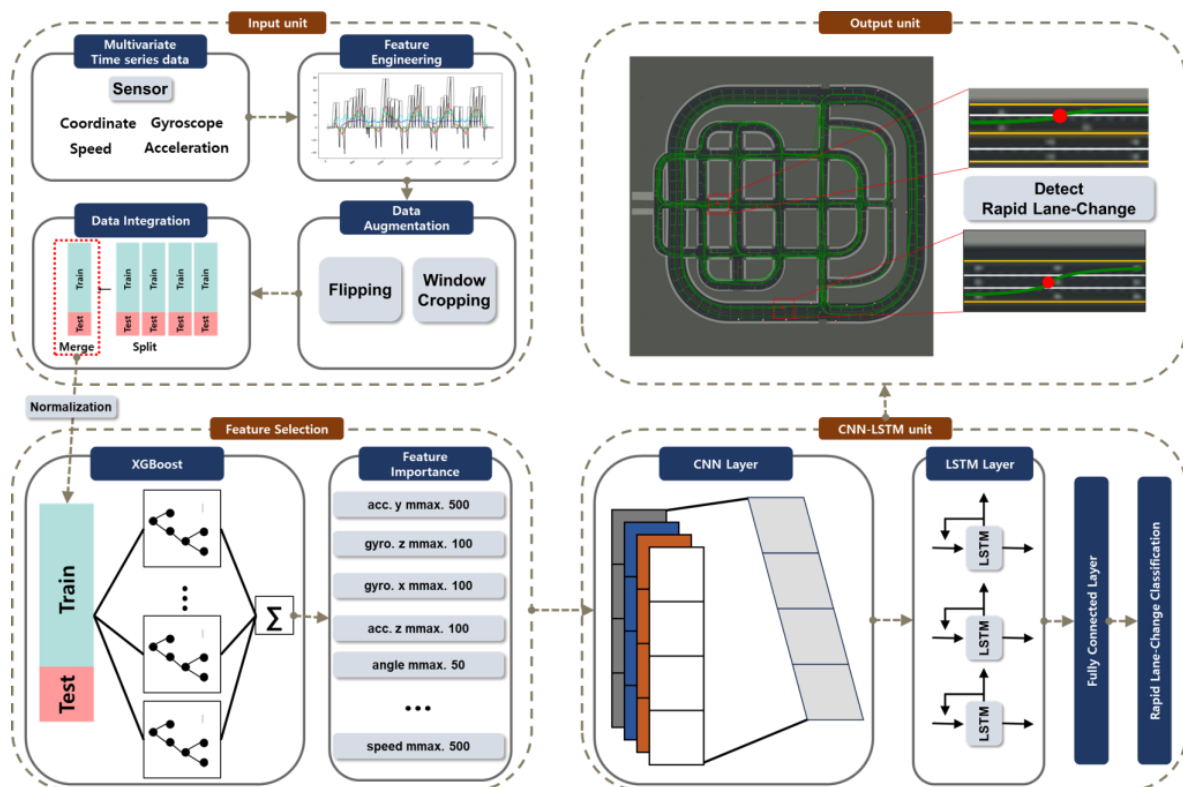 Input unit
Multivariate
Time series data
Sensor
Coordinate
Gyroscope
Speed
Acceleration
Feature
Engineering
Data Integration
Train
Train
Train
Train
Train
Test
Test
Test
Test
Test
Merge
Split
Data
Augmentation
Flipping
Window
Cropping
Output unit
Detect
Rapid Lane-Change
Normalization
Feature Selection
XGBoost
Train
Test
Σ
Feature
Importance
acc. y mmax. 500
gyro. z mmax. 100
gyro. x mmax. 100
acc. z mmax. 100
angle mmax. 50
...
speed mmax. 500
CNN-LSTM unit
CNN Layer
LSTM Layer
LSTM
LSTM
LSTM
Fully Connected Layer
Rapid Lane-Change Classification